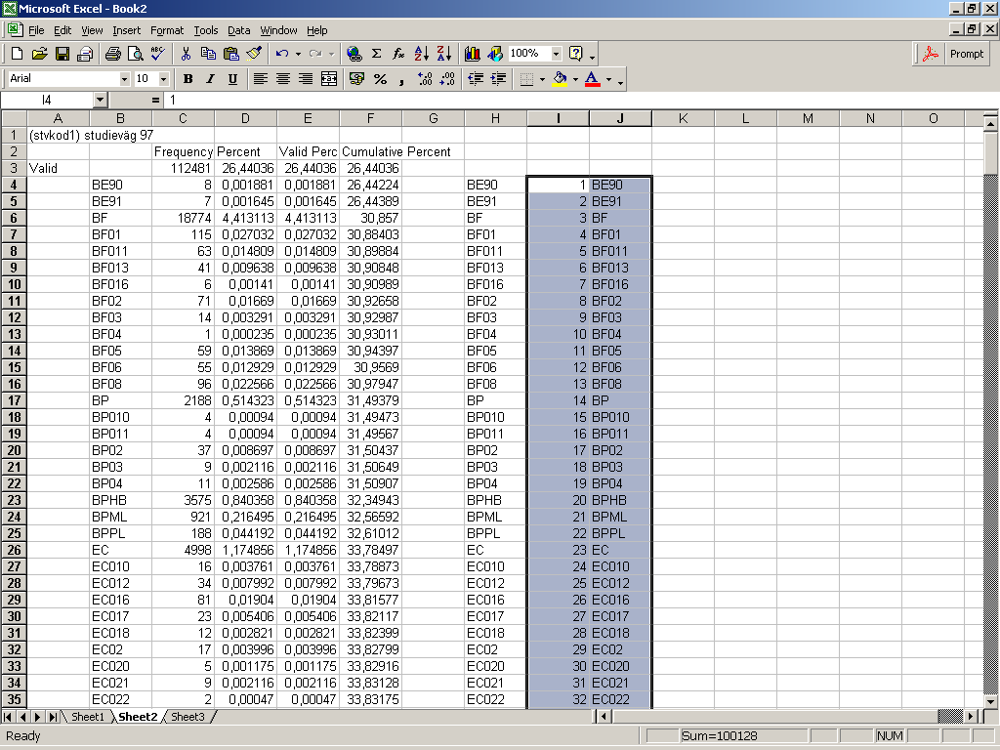 Microsoft Excel - Book2
File Edit View Insert Format Tools Data Window Help
100% Prompt
Arial 10 B I U % ,
I4 = 1
A B C D E F G H I J K L M N O
1 (stvkod1) studieväg 97
2 Frequency Percent Valid Perc Cumulative Percent
3 Valid 112481 26,44036 26,44036 26,44036
4 BE90 8 0,001881 0,001881 26,44224 BE90 1 BE90
5 BE91 7 0,001645 0,001645 26,44389 BE91 2 BE91
6 BF 18774 4,413113 4,413113 30,857 BF 3 BF
7 BF01 115 0,027032 0,027032 30,88403 BF01 4 BF01
8 BF011 63 0,014809 0,014809 30,89884 BF011 5 BF011
9 BF013 41 0,009638 0,009638 30,90848 BF013 6 BF013
10 BF016 6 0,00141 0,00141 30,90989 BF016 7 BF016
11 BF02 71 0,01669 0,01669 30,92658 BF02 8 BF02
12 BF03 14 0,003291 0,003291 30,92987 BF03 9 BF03
13 BF04 1 0,000235 0,000235 30,93011 BF04 10 BF04
14 BF05 59 0,013869 0,013869 30,94397 BF05 11 BF05
15 BF06 55 0,012929 0,012929 30,9569 BF06 12 BF06
16 BF08 96 0,022566 0,022566 30,97947 BF08 13 BF08
17 BP 2188 0,514323 0,514323 31,49379 BP 14 BP
18 BP010 4 0,00094 0,00094 31,49473 BP010 15 BP010
19 BP011 4 0,00094 0,00094 31,49567 BP011 16 BP011
20 BP02 37 0,008697 0,008697 31,50437 BP02 17 BP02
21 BP03 9 0,002116 0,002116 31,50649 BP03 18 BP03
22 BP04 11 0,002586 0,002586 31,50907 BP04 19 BP04
23 BPHB 3575 0,840358 0,840358 32,34943 BPHB 20 BPHB
24 BPML 921 0,216495 0,216495 32,56592 BPML 21 BPML
25 BPPL 188 0,044192 0,044192 32,61012 BPPL 22 BPPL
26 EC 4998 1,174856 1,174856 33,78497 EC 23 EC
27 EC010 16 0,003761 0,003761 33,78873 EC010 24 EC010
28 EC012 34 0,007992 0,007992 33,79673 EC012 25 EC012
29 EC016 81 0,01904 0,01904 33,81577 EC016 26 EC016
30 EC017 23 0,005406 0,005406 33,82117 EC017 27 EC017
31 EC018 12 0,002821 0,002821 33,82399 EC018 28 EC018
32 EC02 17 0,003996 0,003996 33,82799 EC02 29 EC02
33 EC020 5 0,001175 0,001175 33,82916 EC020 30 EC020
34 EC021 9 0,002116 0,002116 33,83128 EC021 31 EC021
35 EC022 2 0,00047 0,00047 33,83175 EC022 32 EC022
Sheet1 Sheet2 Sheet3
Ready Sum=100128 NUM